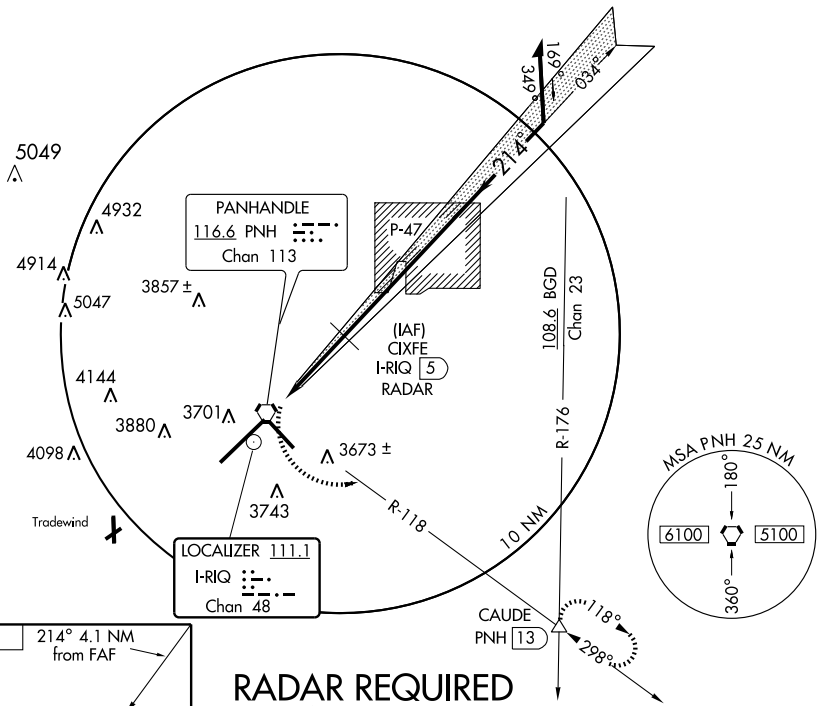 169°
349°
034°
214°
5049
4932
4914
5047
3857 ±
4144
3880
3701
4098
3673 ±
3743
PANHANDLE
116.6 PNH
Chan 113
P-47
(IAF)
CIXFE
I-RIQ 5
RADAR
108.6 BGD
Chan 23
R-176
R-118
10 NM
Tradewind
LOCALIZER 111.1
I-RIQ
Chan 48
MSA PNH 25 NM
180°
6100
5100
360°
CAUDE
PNH 13
118°
298°
214° 4.1 NM
from FAF
RADAR REQUIRED